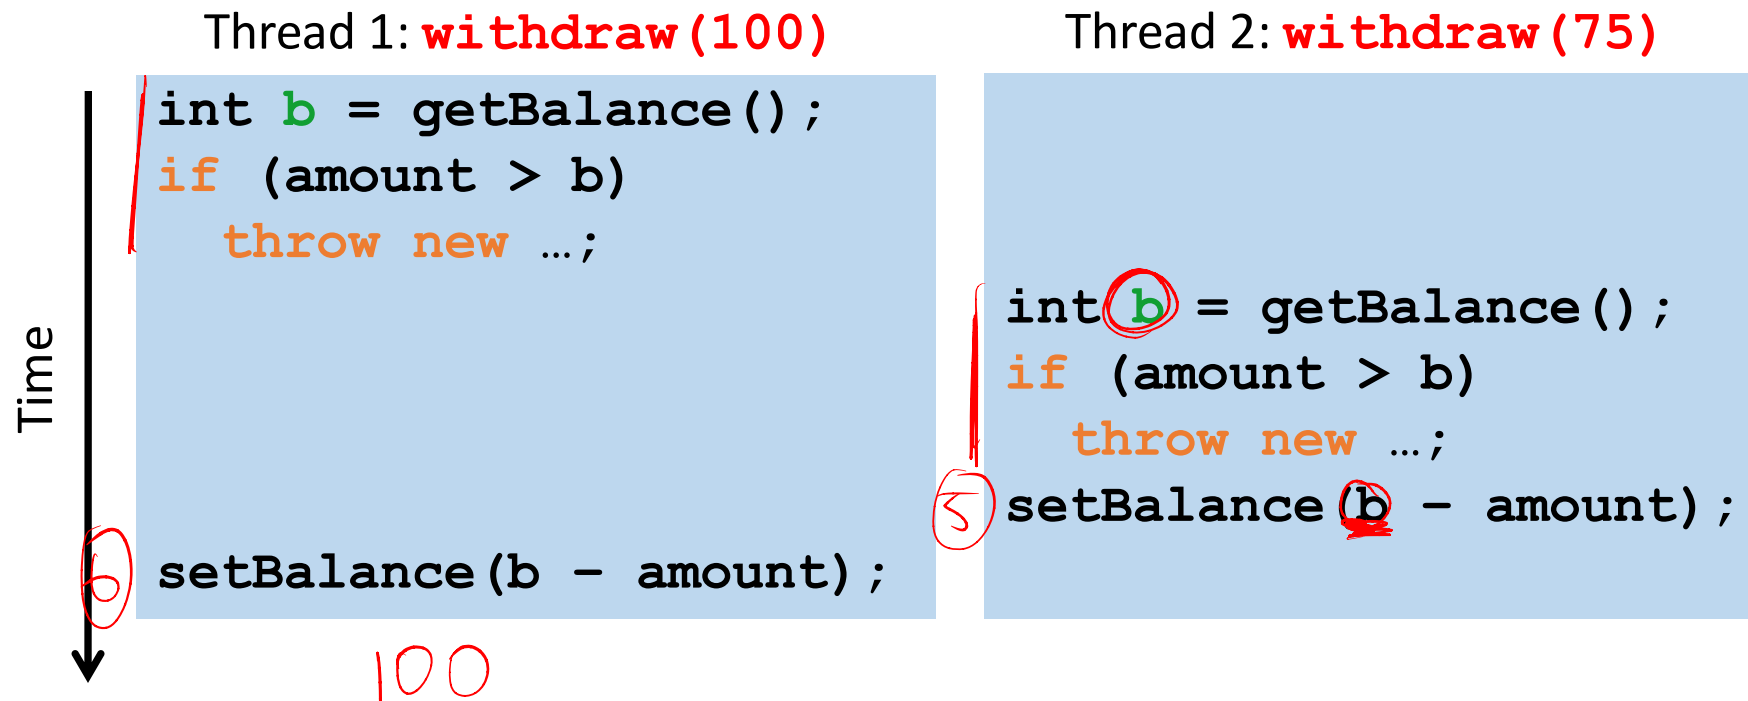 Thread 1: withdraw(100)
int b = getBalance();
if (amount > b)
throw new …;
setBalance(b – amount);
Thread 2: withdraw(75)
int b = getBalance();
if (amount > b)
throw new …;
setBalance(b – amount);
Time
5
6
100